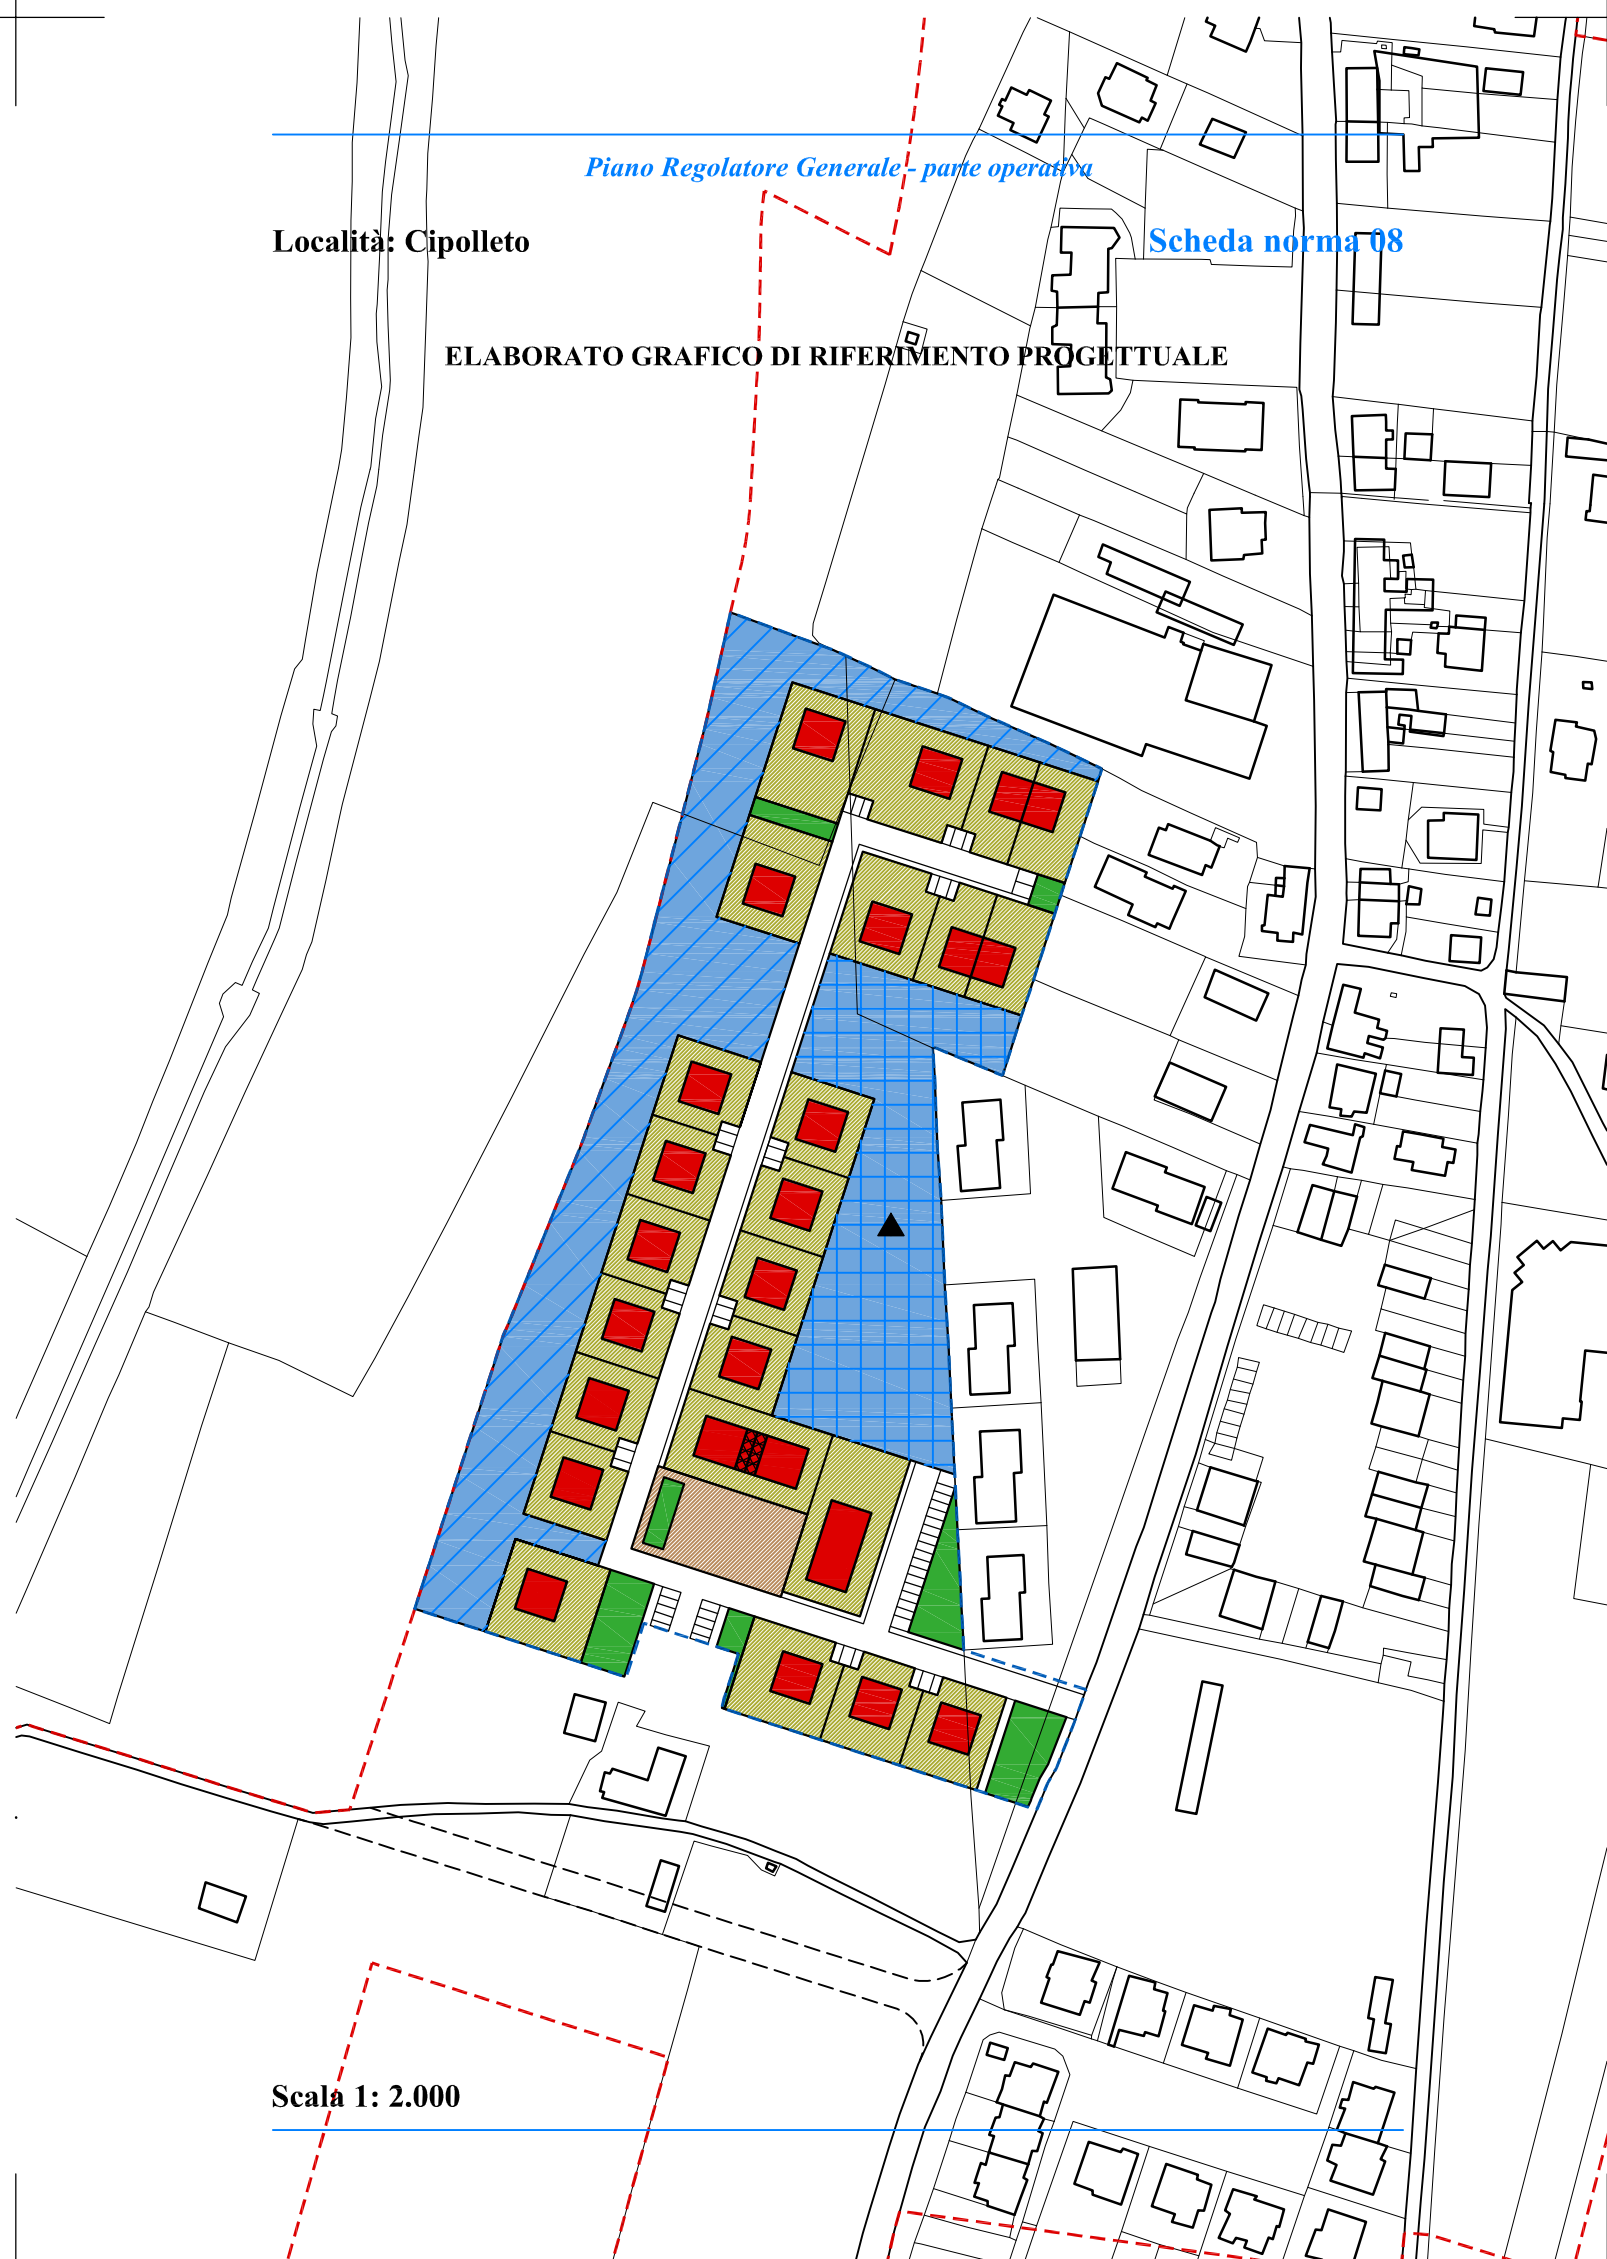 Piano Regolatore Generale - parte operativa
Località: Cipolleto
Scheda norma 08
ELABORATO GRAFICO DI RIFERIMENTO PROGETTUALE
Scala 1: 2.000